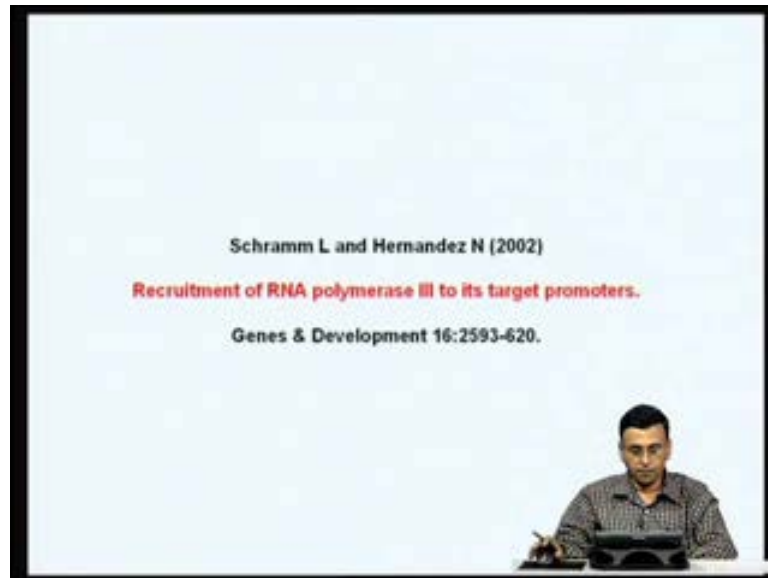 Schramm L and Hernandez N (2002)
Recruitment of RNA polymerase III to its target promoters.
Genes & Development 16:2593-620.